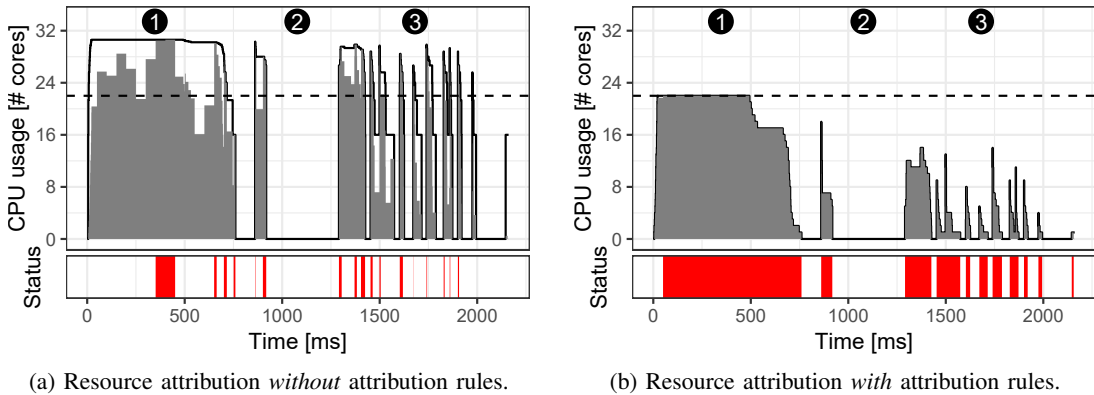 1 2 3
32
24
16
8
0
CPU usage [# cores]
Status
0 500 1000 1500 2000
Time [ms]
(a) Resource attribution without attribution rules.
1 2 3
32
24
16
8
0
CPU usage [# cores]
Status
0 500 1000 1500 2000
Time [ms]
(b) Resource attribution with attribution rules.